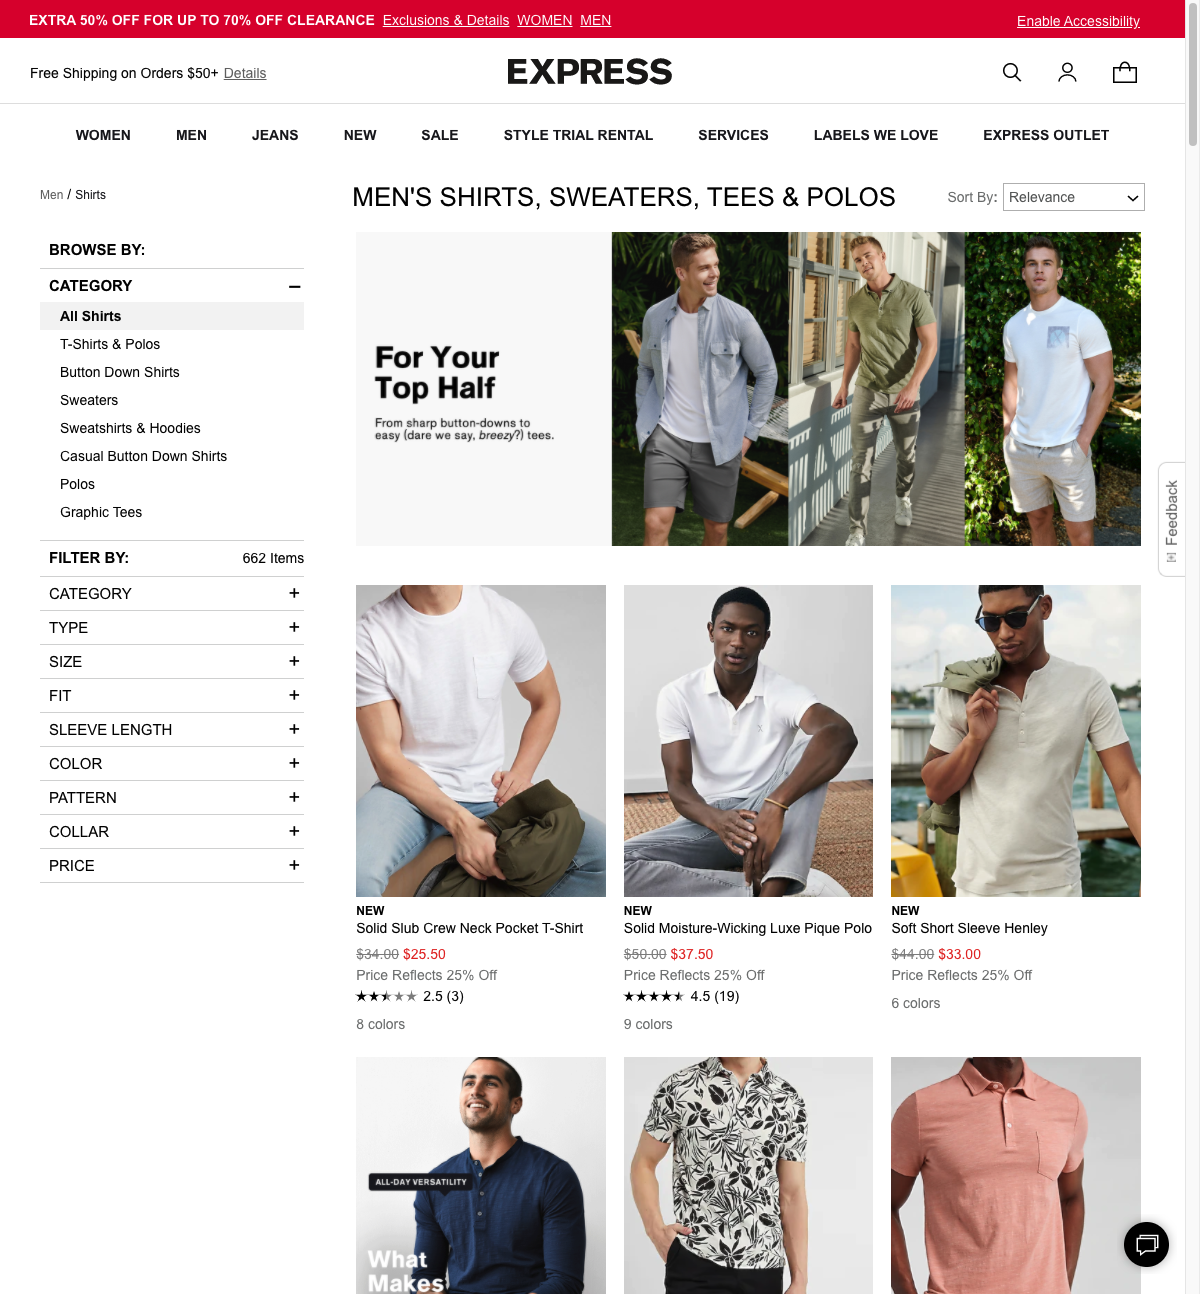 EXTRA 50% OFF FOR UP TO 70% OFF CLEARANCE Exclusions & Details WOMEN MEN
Enable Accessibility
Free Shipping on Orders $50+ Details
EXPRESS
WOMEN MEN JEANS NEW SALE STYLE TRIAL RENTAL SERVICES LABELS WE LOVE EXPRESS OUTLET
Men / Shirts
MEN'S SHIRTS, SWEATERS, TEES & POLOS
Sort By: Relevance
BROWSE BY:
CATEGORY
All Shirts
T-Shirts & Polos
Button Down Shirts
Sweaters
Sweatshirts & Hoodies
Casual Button Down Shirts
Polos
Graphic Tees
FILTER BY: 662 Items
CATEGORY +
TYPE +
SIZE +
FIT +
SLEEVE LENGTH +
COLOR +
PATTERN +
COLLAR +
PRICE +
For Your
Top Half
From sharp button-downs to
easy (dare we say, breezy?) tees.
Feedback
NEW
Solid Slub Crew Neck Pocket T-Shirt
$34.00 $25.50
Price Reflects 25% Off
2.5 (3)
8 colors
NEW
Solid Moisture-Wicking Luxe Pique Polo
$50.00 $37.50
Price Reflects 25% Off
4.5 (19)
9 colors
NEW
Soft Short Sleeve Henley
$44.00 $33.00
Price Reflects 25% Off
6 colors
ALL-DAY VERSATILITY
What
Makes